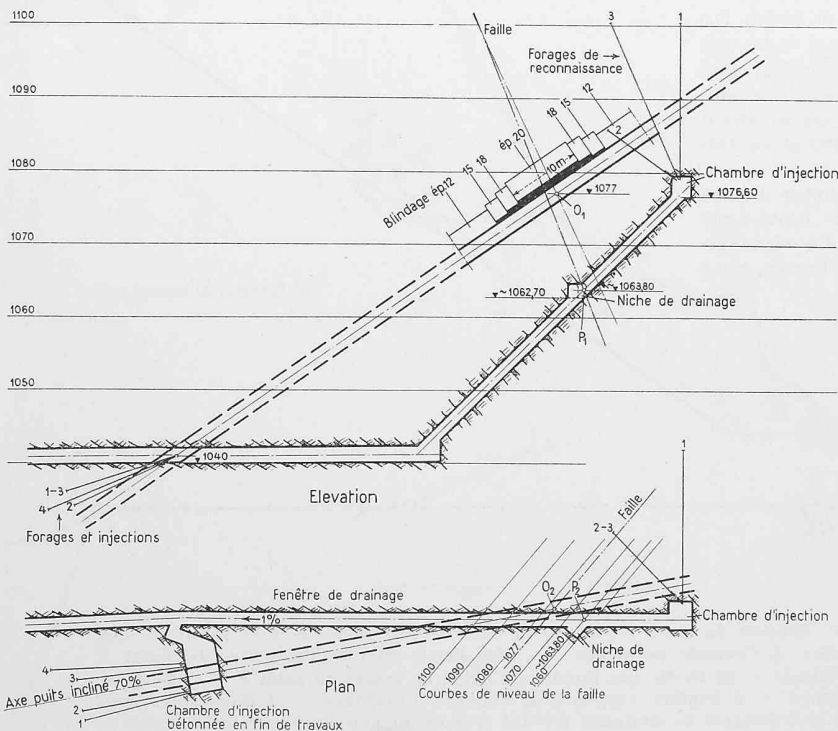 1100
1090
1080
1070
1060
1050
Faille
3
1
Forages de →
reconnaissance
12
15
18
2
ép. 20
10m
18
15
Blindage ép.12
Chambre d'injection
1076,60
1077
O1
1063,80
~1062,70
Niche de drainage
P1
1040
1-3
4
2
Forages et injections
Elevation
1
Faille
2-3
Fenêtre de drainage
O2
P2
1%
Chambre d'injection
Niche de
drainage
4
3
Axe puits incliné 70%
2
1
Plan
1100
1090
1080
1077
1070
1060
~1063,80
Courbes de niveau de la faille
Chambre d'injection
bétonnée en fin de travaux